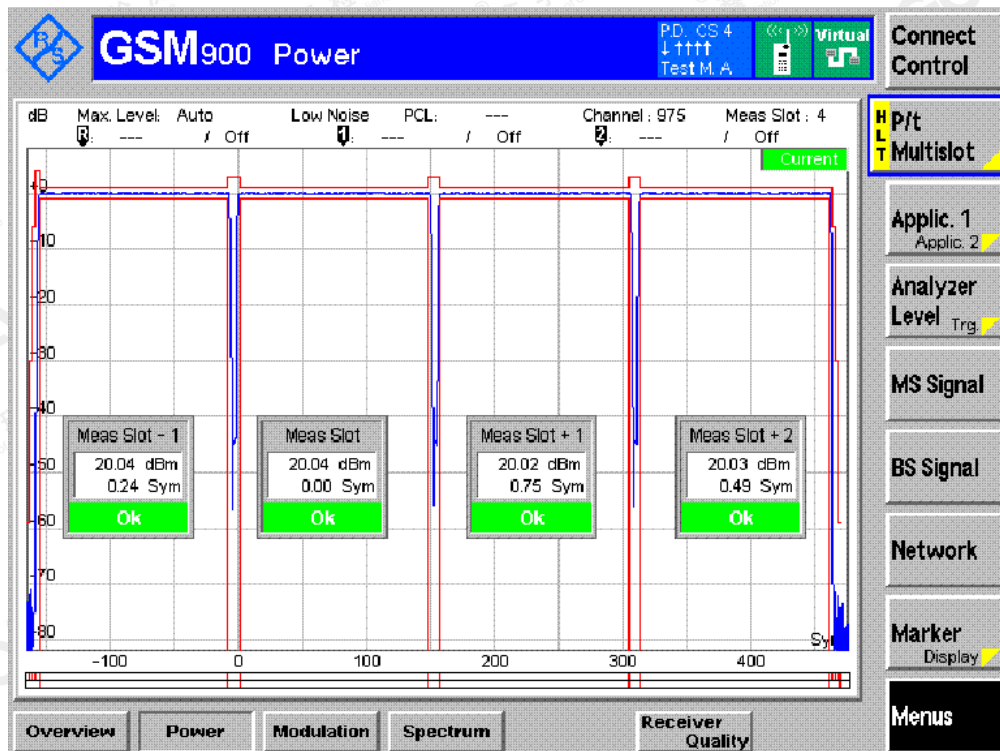 R/S
GSM900 Power
P.D. CS 4
↓ ↑↑↑↑
Test M. A
Virtual
dB Max. Level: Auto Low Noise PCL: --- Channel : 975 Meas Slot : 4
R: --- / Off 1: --- / Off 2: --- / Off
Current
+0
-10
-20
-30
-40
-50
-60
-70
-80
Meas Slot - 1
20.04 dBm
0.24 Sym
Ok
Meas Slot
20.04 dBm
0.00 Sym
Ok
Meas Slot + 1
20.02 dBm
0.75 Sym
Ok
Meas Slot + 2
20.03 dBm
0.49 Sym
Ok
-100 0 100 200 300 400
Overview
Power
Modulation
Spectrum
Receiver
Quality
Connect
Control
HLT
P/t
Multislot
Applic. 1
Applic. 2
Analyzer
Level Trg.
MS Signal
BS Signal
Network
Marker
Display
Menus